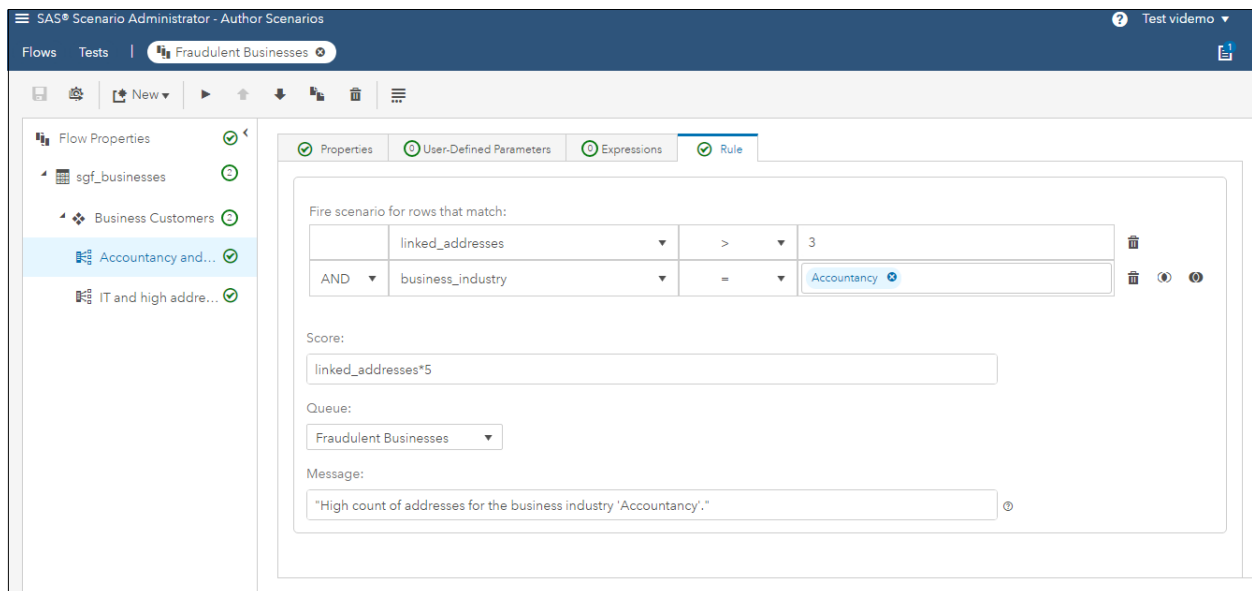 SAS® Scenario Administrator - Author Scenarios
? Test videmo
Flows Tests | Fraudulent Businesses
1
New
Flow Properties
sgf_businesses 2
Business Customers 2
Accountancy and...
IT and high addre...
Properties 0 User-Defined Parameters 0 Expressions Rule
Fire scenario for rows that match:
linked_addresses > 3
AND business_industry = Accountancy
Score:
linked_addresses*5
Queue:
Fraudulent Businesses
Message:
"High count of addresses for the business industry 'Accountancy'."
?